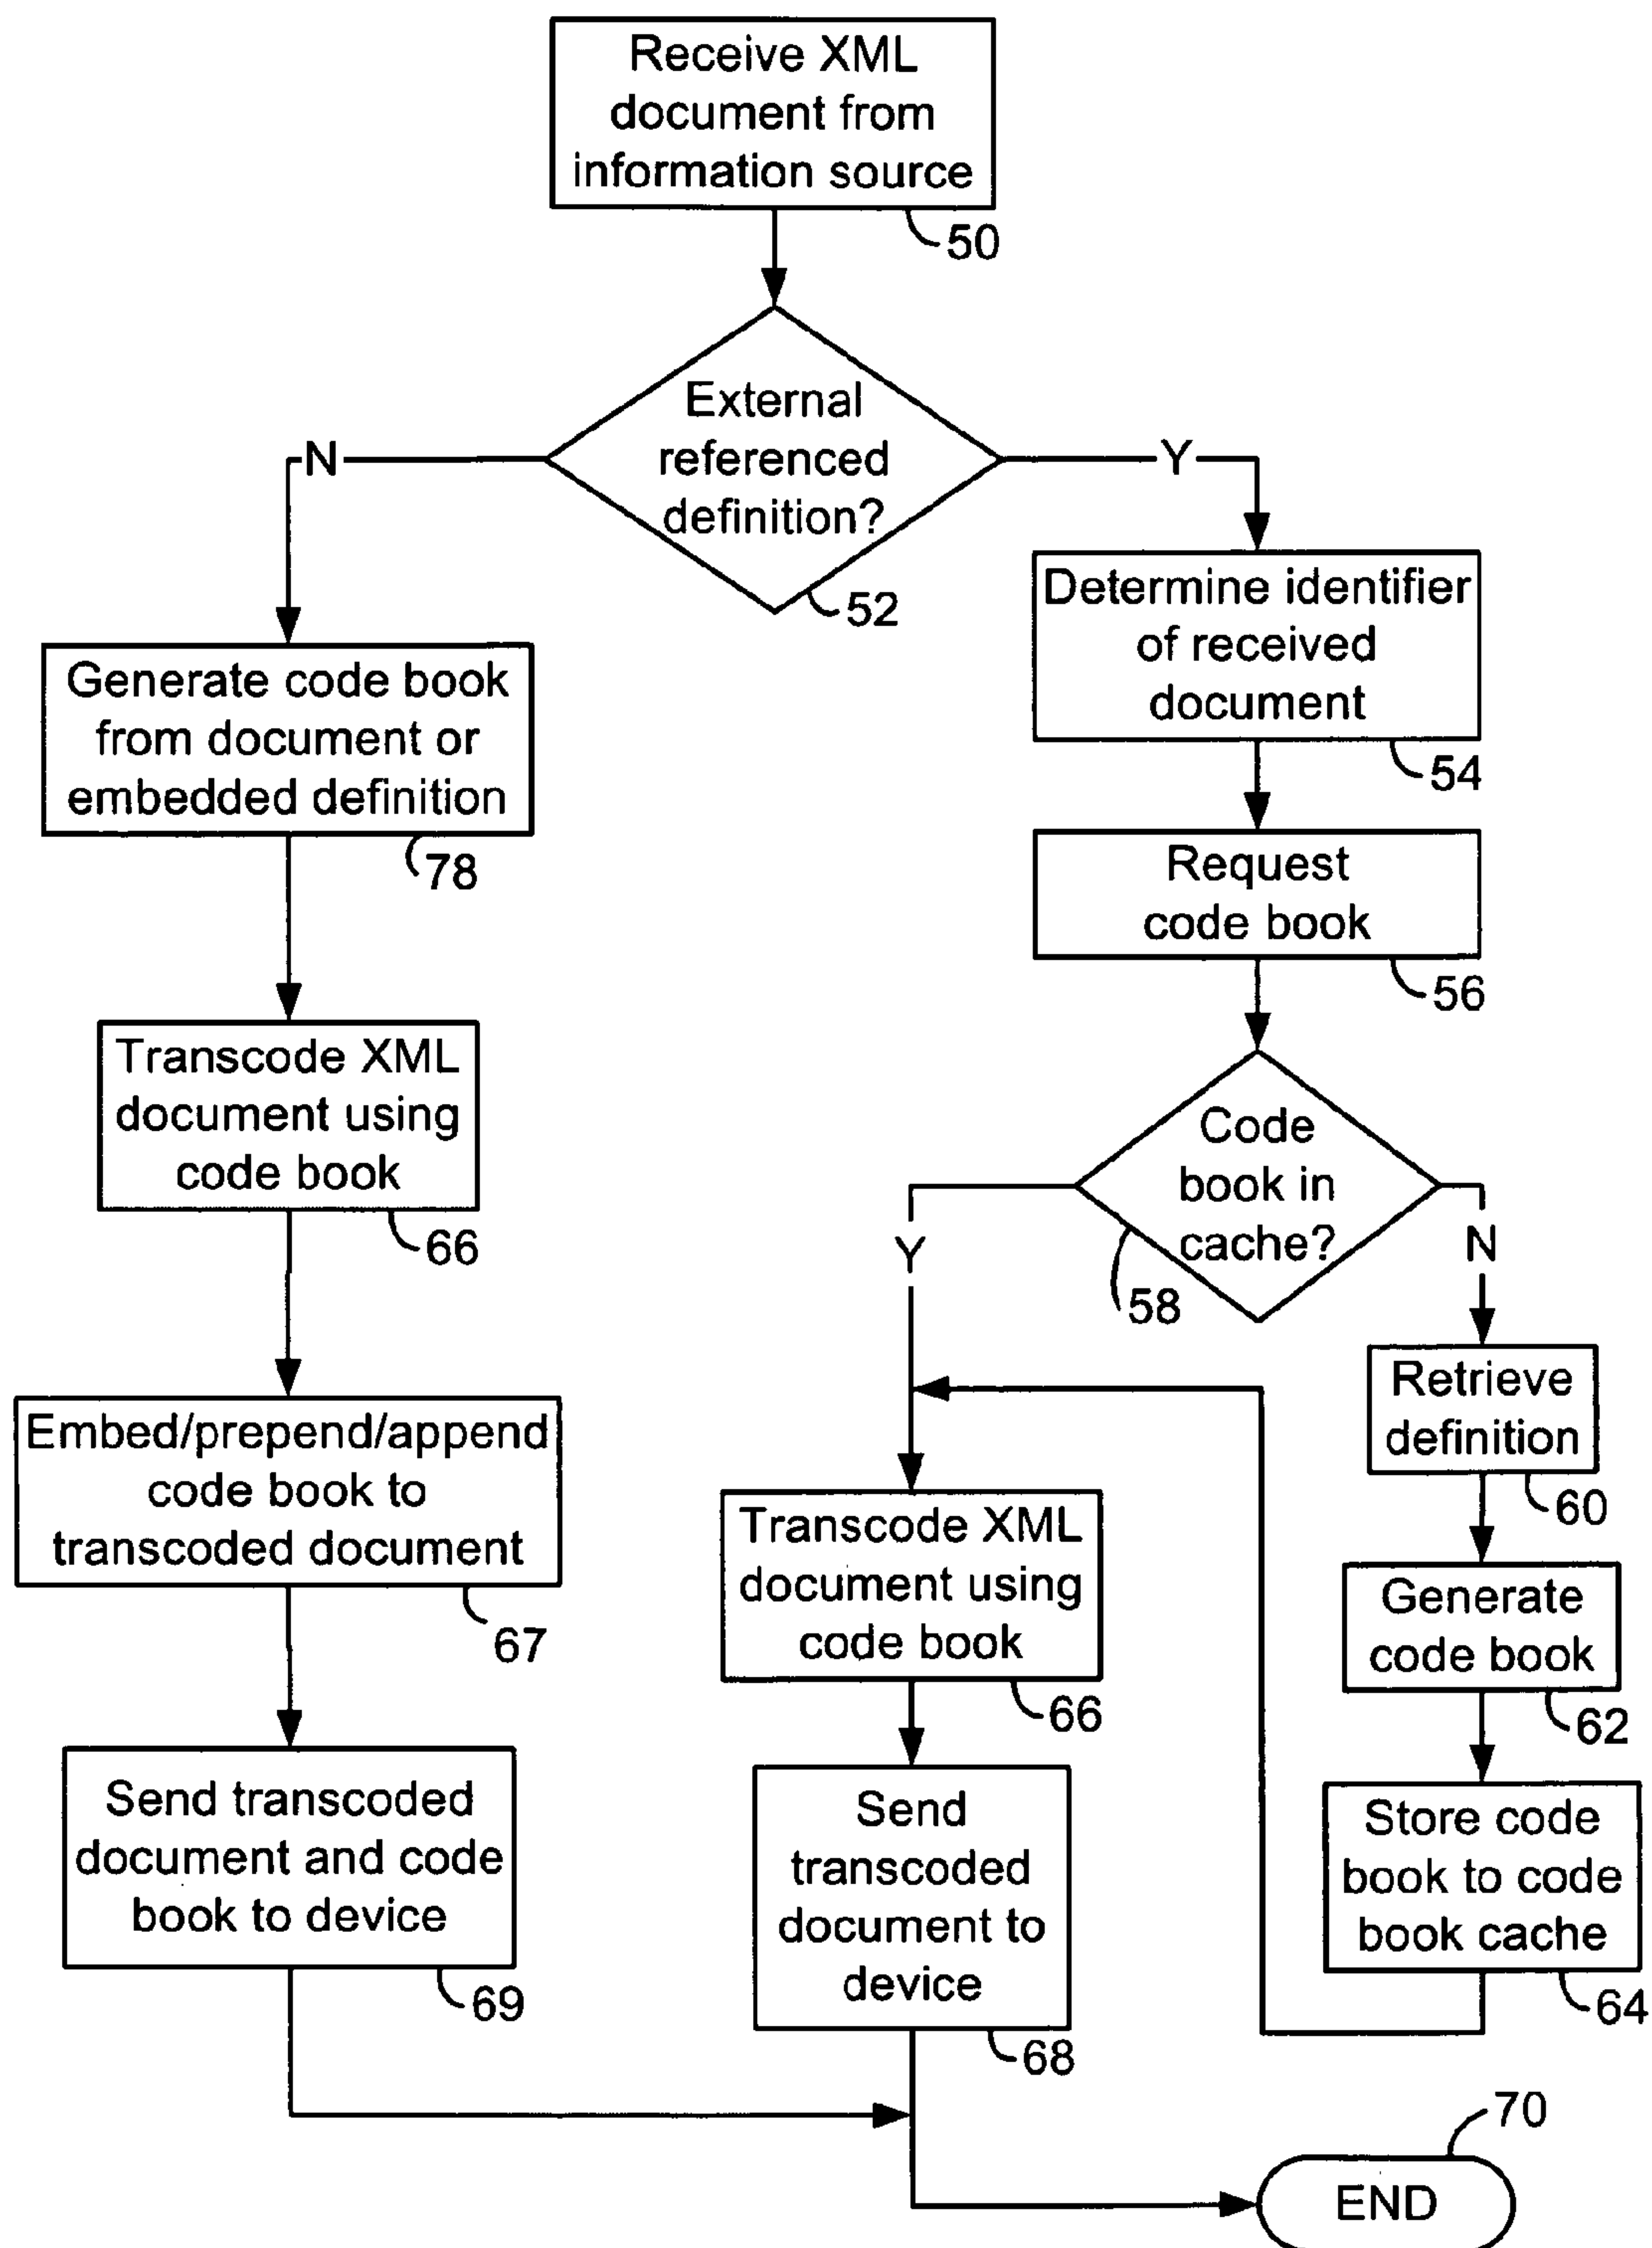 Receive XML
document from
information source
50
External
referenced
definition?
52
N
Y
Generate code book
from document or
embedded definition
78
Transcode XML
document using
code book
66
Embed/prepend/append
code book to
transcoded document
67
Send transcoded
document and code
book to device
69
Determine identifier
of received
document
54
Request
code book
56
Code
book in
cache?
58
Y
N
Transcode XML
document using
code book
66
Send
transcoded
document to
device
68
Retrieve
definition
60
Generate
code book
62
Store code
book to code
book cache
64
70
END